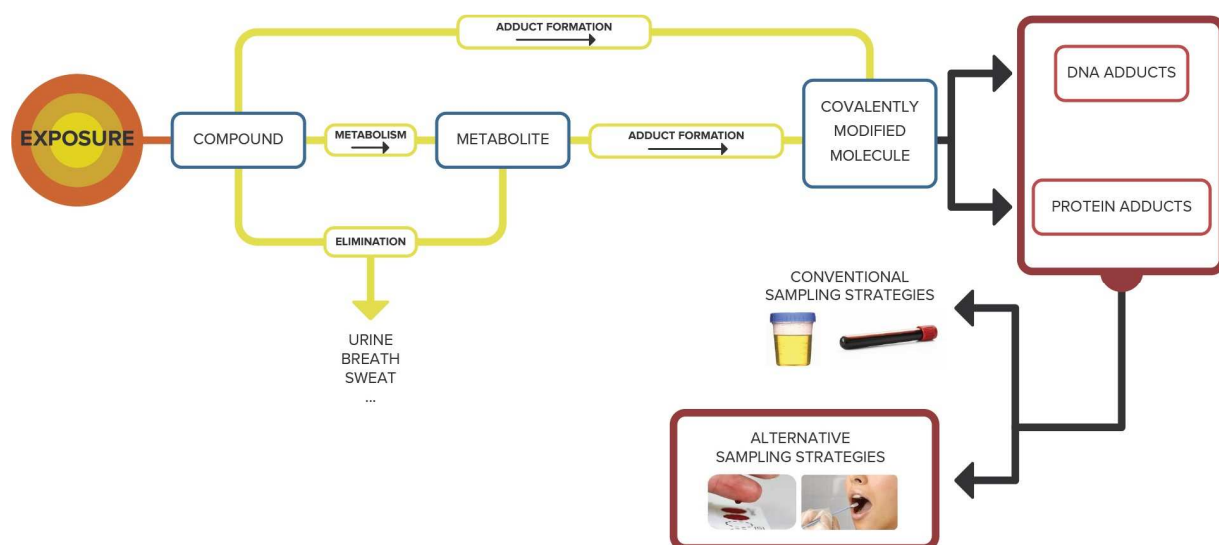 ADDUCT FORMATION
DNA ADDUCTS
EXPOSURE
COMPOUND
METABOLISM
METABOLITE
ADDUCT FORMATION
COVALENTLY
MODIFIED
MOLECULE
PROTEIN ADDUCTS
ELIMINATION
URINE
BREATH
SWEAT
...
CONVENTIONAL
SAMPLING STRATEGIES
ALTERNATIVE
SAMPLING STRATEGIES